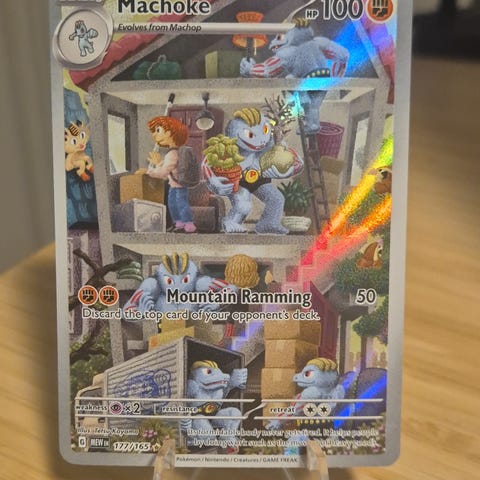 Machoke
HP 100
Evolves from Machop
Mountain Ramming 50
Discard the top card of your opponent's deck.
weakness ×2 resistance retreat
Illus. Teeyi Koyama
Its formidable body never gets tired. It helps people
by doing work such as the moving of heavy goods.
G MEW EN 177/165
Pokémon / Nintendo / Creatures / GAME FREAK